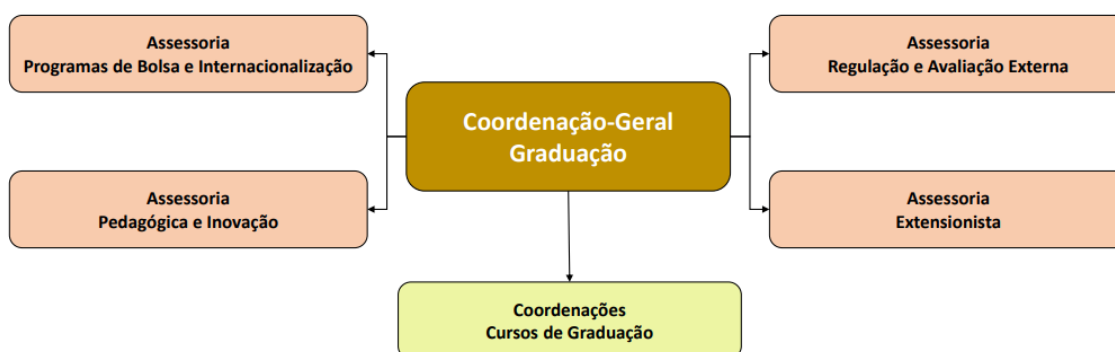 Assessoria
Programas de Bolsa e Internacionalização
Assessoria
Regulação e Avaliação Externa
Coordenação-Geral
Graduação
Assessoria
Pedagógica e Inovação
Assessoria
Extensionista
Coordenações
Cursos de Graduação